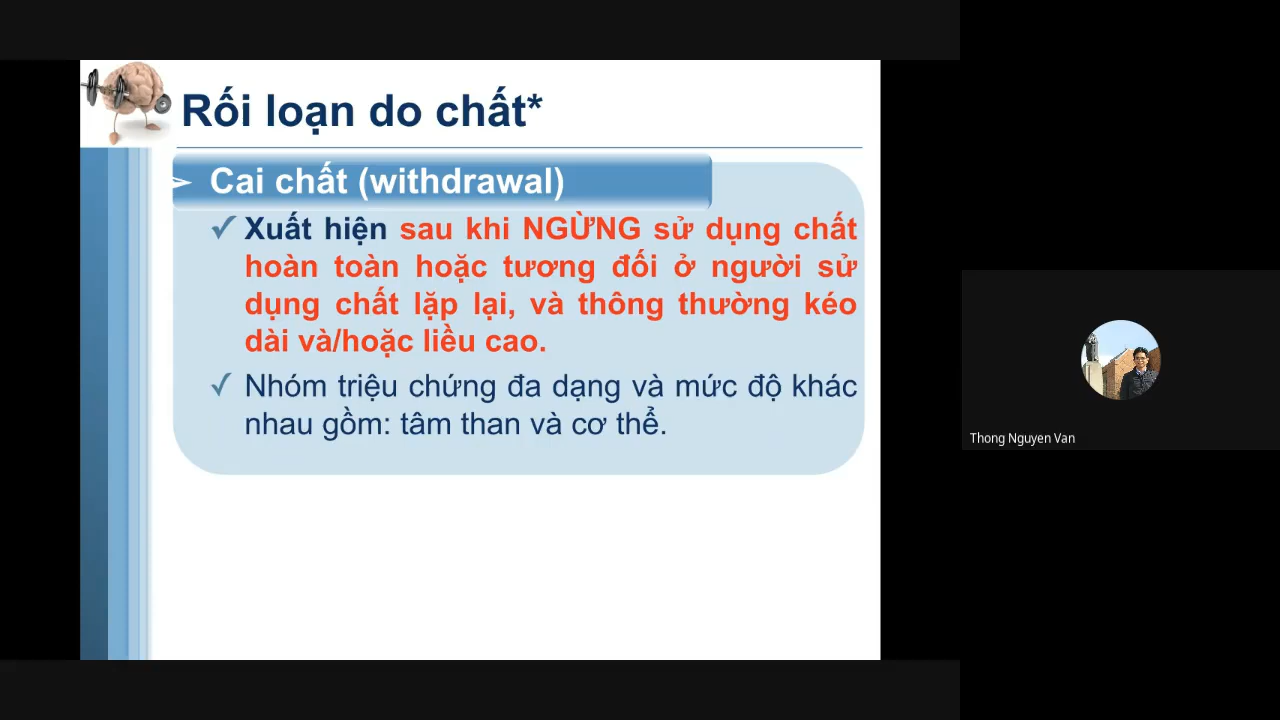 Rối loạn do chất*
Cai chất (withdrawal)
Xuất hiện sau khi NGỪNG sử dụng chất
hoàn toàn hoặc tương đối ở người sử
dụng chất lặp lại, và thông thường kéo
dài và/hoặc liều cao.
Nhóm triệu chứng đa dạng và mức độ khác
nhau gồm: tâm than và cơ thể.
Thong Nguyen Van